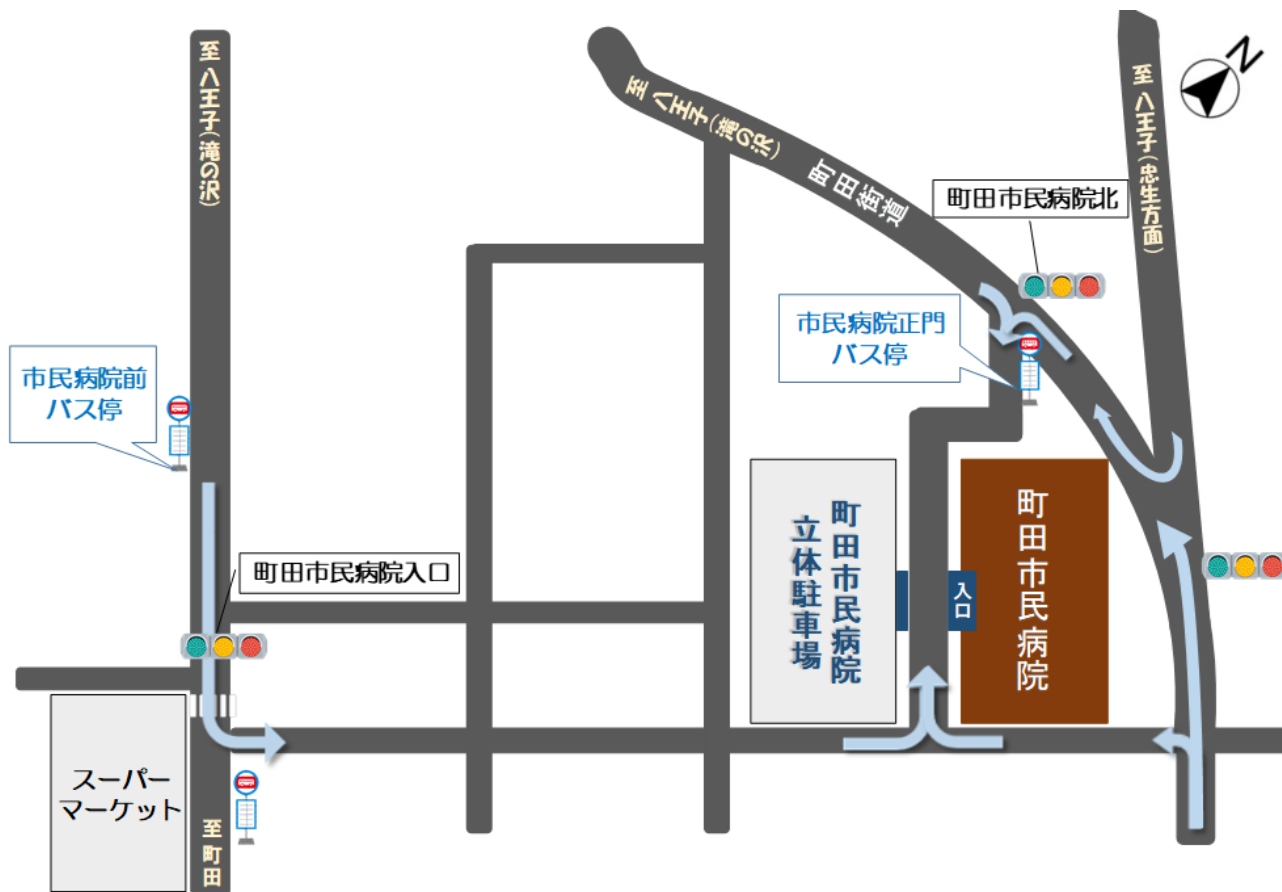 至 八王子(滝の沢)
至 八王子(滝の沢)
町田街道
至 八王子(忠生方面)
N
町田市民病院北
市民病院正門
バス停
市民病院前
バス停
町田市民病院入口
町田市民病院
立体駐車場
入口
町田市民病院
スーパー
マーケット
至 町田